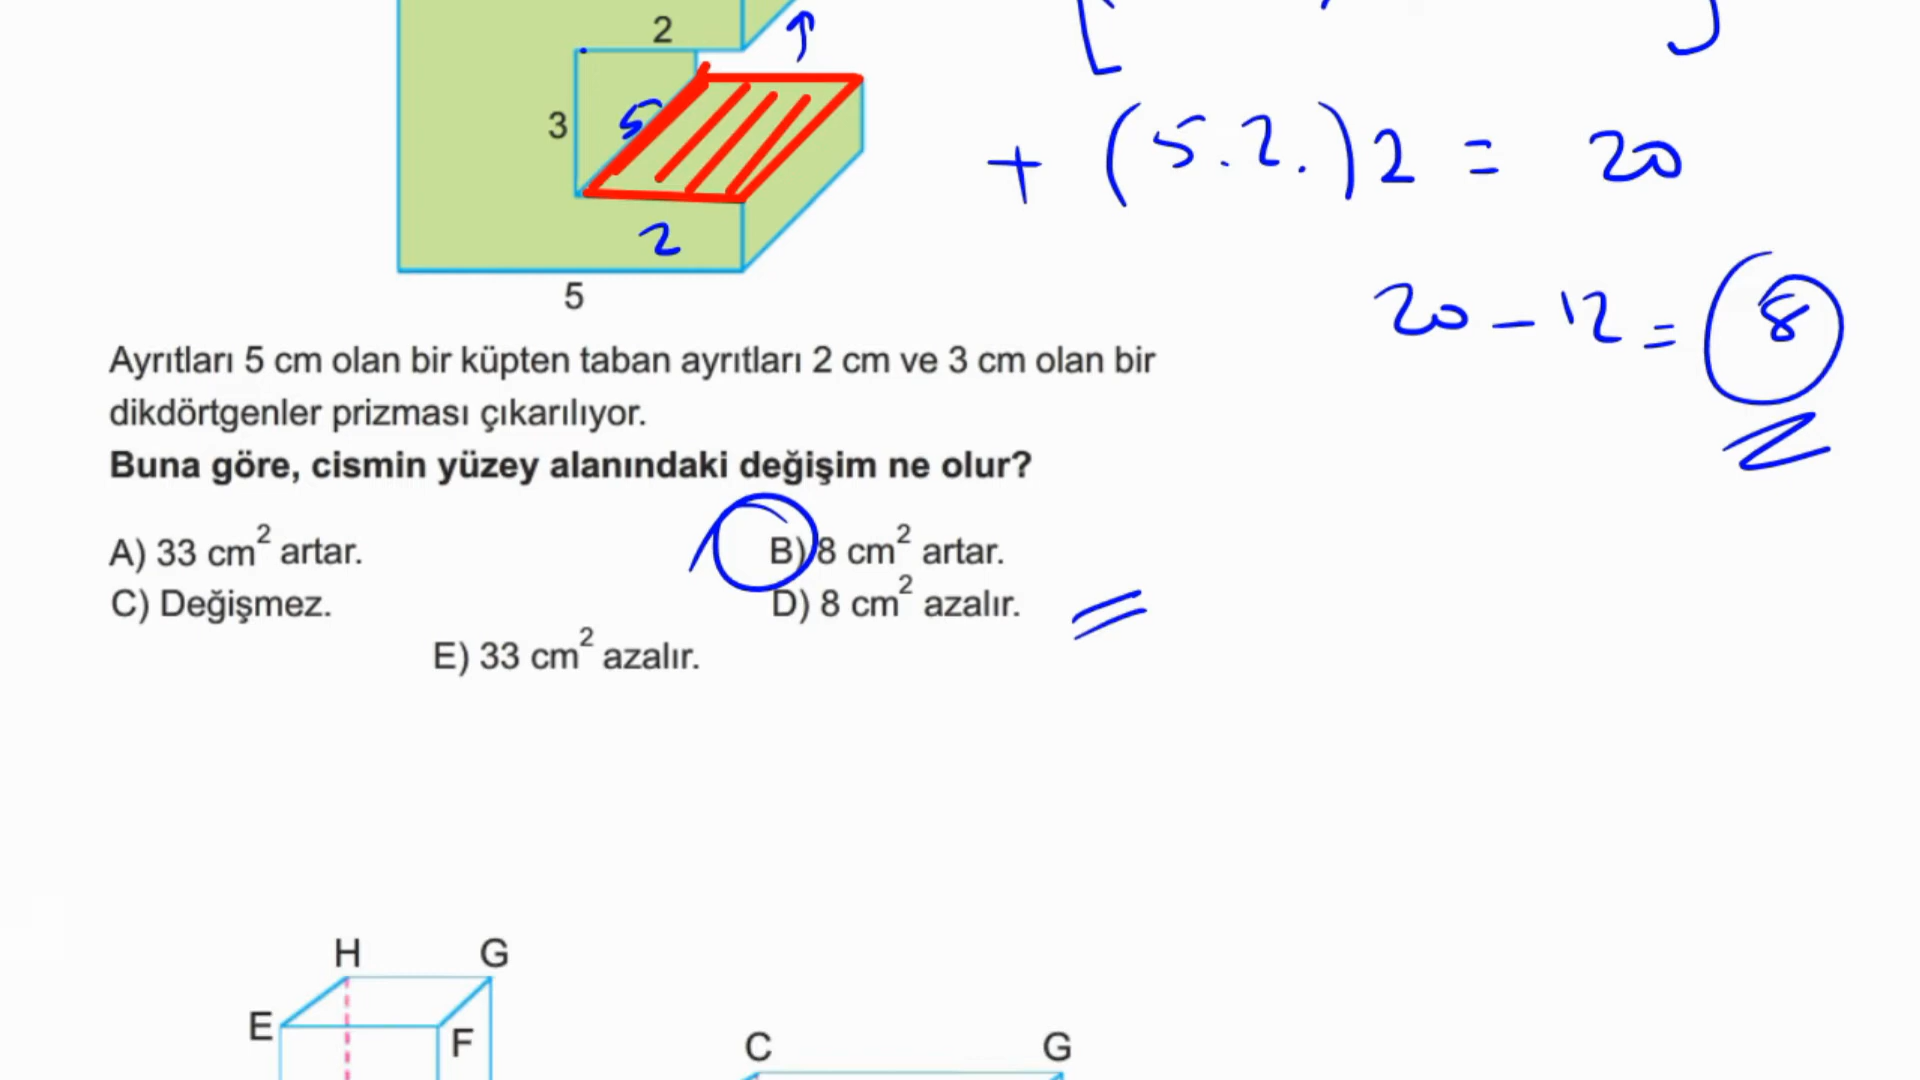 2
3
5
2
5
+ (5.2.)2 = 20
20 - 12 = 8
Ayrıtları 5 cm olan bir küpten taban ayrıtları 2 cm ve 3 cm olan bir
dikdörtgenler prizması çıkarılıyor.
Buna göre, cismin yüzey alanındaki değişim ne olur?
A) 33 cm² artar.
B) 8 cm² artar.
C) Değişmez.
D) 8 cm² azalır.
E) 33 cm² azalır.
H G
E F
C G